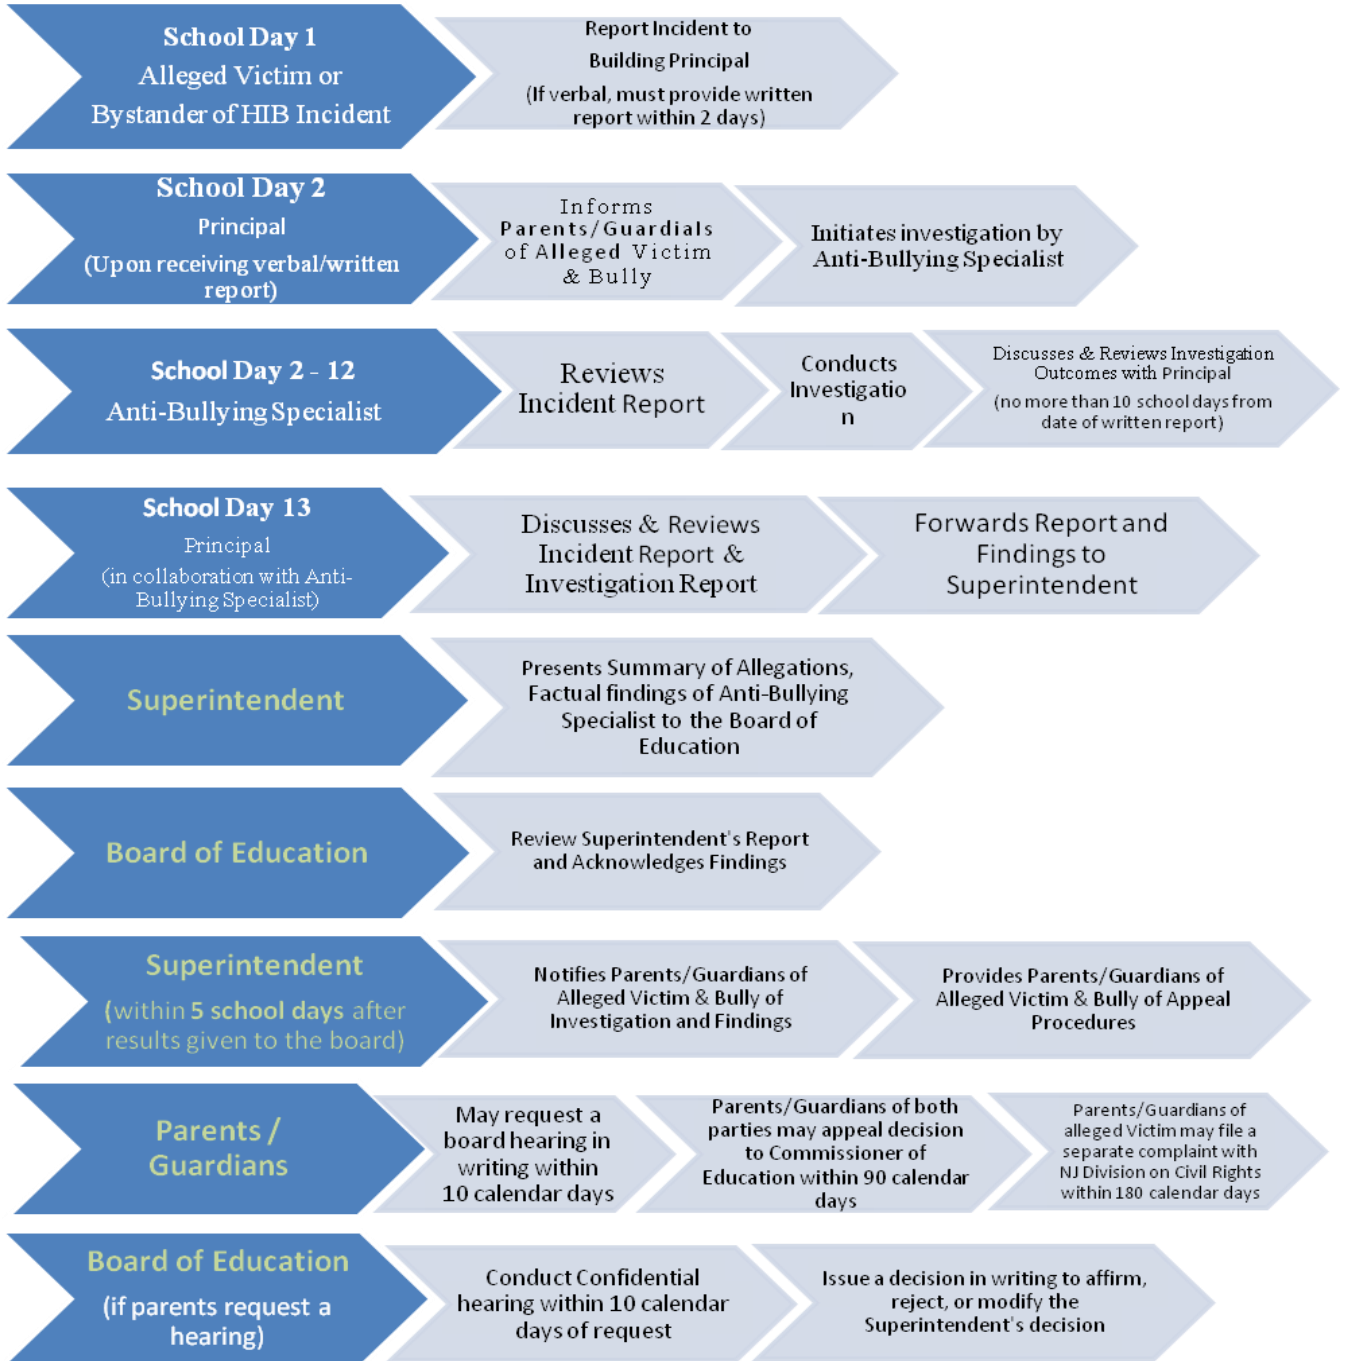 School Day 1
Alleged Victim or
Bystander of HIB Incident
Report Incident to
Building Principal
(If verbal, must provide written
report within 2 days)
School Day 2
Principal
(Upon receiving verbal/written
report)
Informs
Parents/Guardials
of Alleged Victim
& Bully
Initiates investigation by
Anti-Bullying Specialist
School Day 2 - 12
Anti-Bullying Specialist
Reviews
Incident Report
Conducts
Investigatio
n
Discusses & Reviews Investigation
Outcomes with Principal
(no more than 10 school days from
date of written report)
School Day 13
Principal
(in collaboration with Anti-
Bullying Specialist)
Discusses & Reviews
Incident Report &
Investigation Report
Forwards Report and
Findings to
Superintendent
Superintendent
Presents Summary of Allegations,
Factual findings of Anti-Bullying
Specialist to the Board of
Education
Board of Education
Review Superintendent's Report
and Acknowledges Findings
Superintendent
(within 5 school days after
results given to the board)
Notifies Parents/Guardians of
Alleged Victim & Bully of
Investigation and Findings
Provides Parents/Guardians of
Alleged Victim & Bully of Appeal
Procedures
Parents /
Guardians
May request a
board hearing in
writing within
10 calendar days
Parents/Guardians of both
parties may appeal decision
to Commissioner of
Education within 90 calendar
days
Parents/Guardians of
alleged Victim may file a
separate complaint with
NJ Division on Civil Rights
within 180 calendar days
Board of Education
(if parents request a
hearing)
Conduct Confidential
hearing within 10 calendar
days of request
Issue a decision in writing to affirm,
reject, or modify the
Superintendent's decision